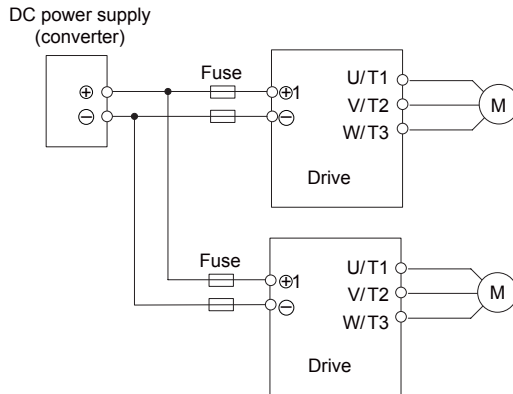 DC power supply
(converter)
⊕
⊖
Fuse
⊕1
⊖
U/T1
V/T2
W/T3
Drive
M
Fuse
⊕1
⊖
U/T1
V/T2
W/T3
Drive
M